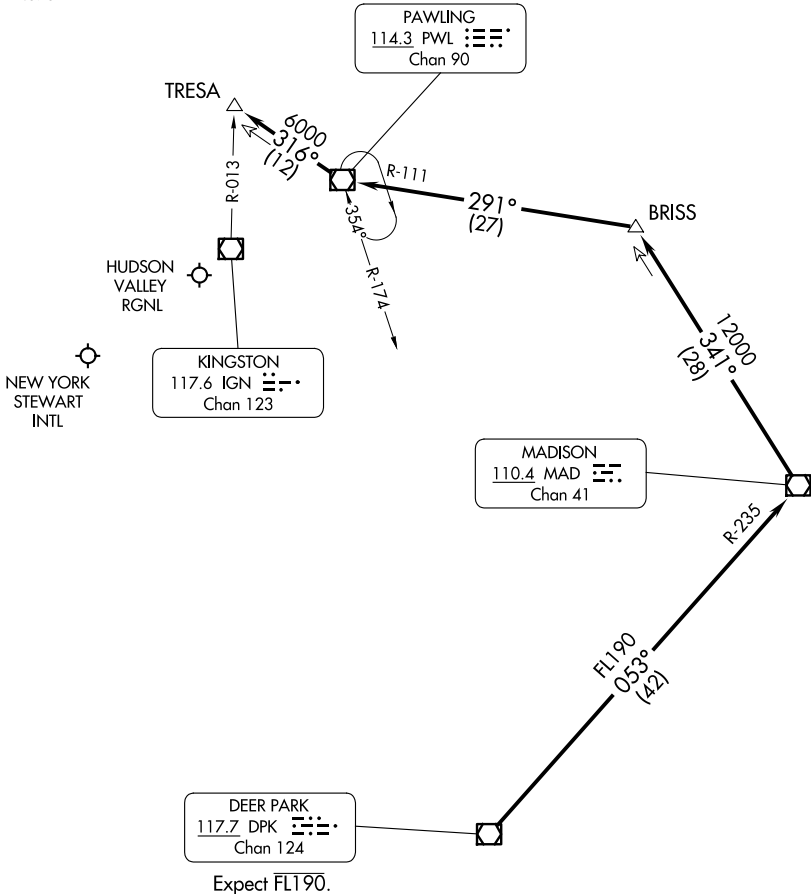 PAWLING
114.3 PWL
Chan 90
TRESA
6000
316°
(12)
R-013
R-111
291°
(27)
BRISS
354°
R-174
HUDSON
VALLEY
RGNL
12000
341°
(28)
KINGSTON
117.6 IGN
Chan 123
NEW YORK
STEWART
INTL
MADISON
110.4 MAD
Chan 41
R-235
FL190
053°
(42)
DEER PARK
117.7 DPK
Chan 124
Expect FL190.